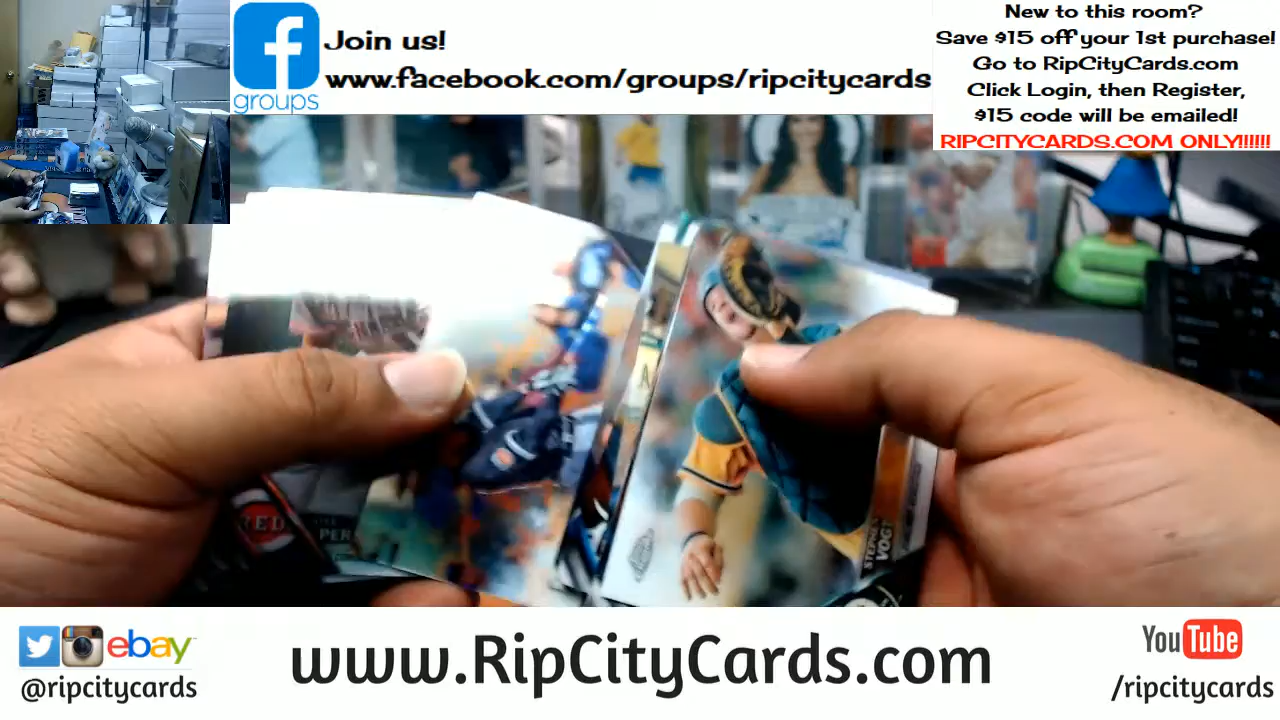 Join us!
www.facebook.com/groups/ripcitycards
groups
New to this room?
Save $15 off your 1st purchase!
Go to RipCityCards.com
Click Login, then Register,
$15 code will be emailed!
RIPCITYCARDS.COM ONLY!!!!!!
A
RED
PER
STEPHEN
VOGT
ebay
@ripcitycards
www.RipCityCards.com
YouTube
/ripcitycards